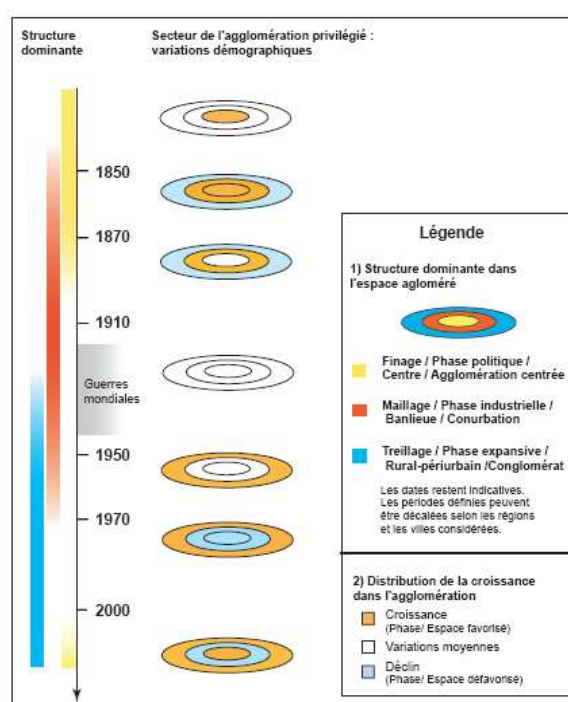 Structure
dominante
Secteur de l'agglomération privilégié :
variations démographiques
1850
1870
1910
Guerres
mondiales
1950
1970
2000
Légende
1) Structure dominante dans
l'espace agloméré
Finage / Phase politique /
Centre / Agglomération centrée
Maillage / Phase industrielle /
Banlieue / Conurbation
Treillage / Phase expansive /
Rural-périurbain /Conglomérat
Les dates restent indicatives.
Les périodes définies peuvent
être décalées selon les régions
et les villes considérées.
2) Distribution de la croissance
dans l'agglomération
Croissance
(Phase/ Espace favorisé)
Variations moyennes
Déclin
(Phase/ Espace défavorisé)